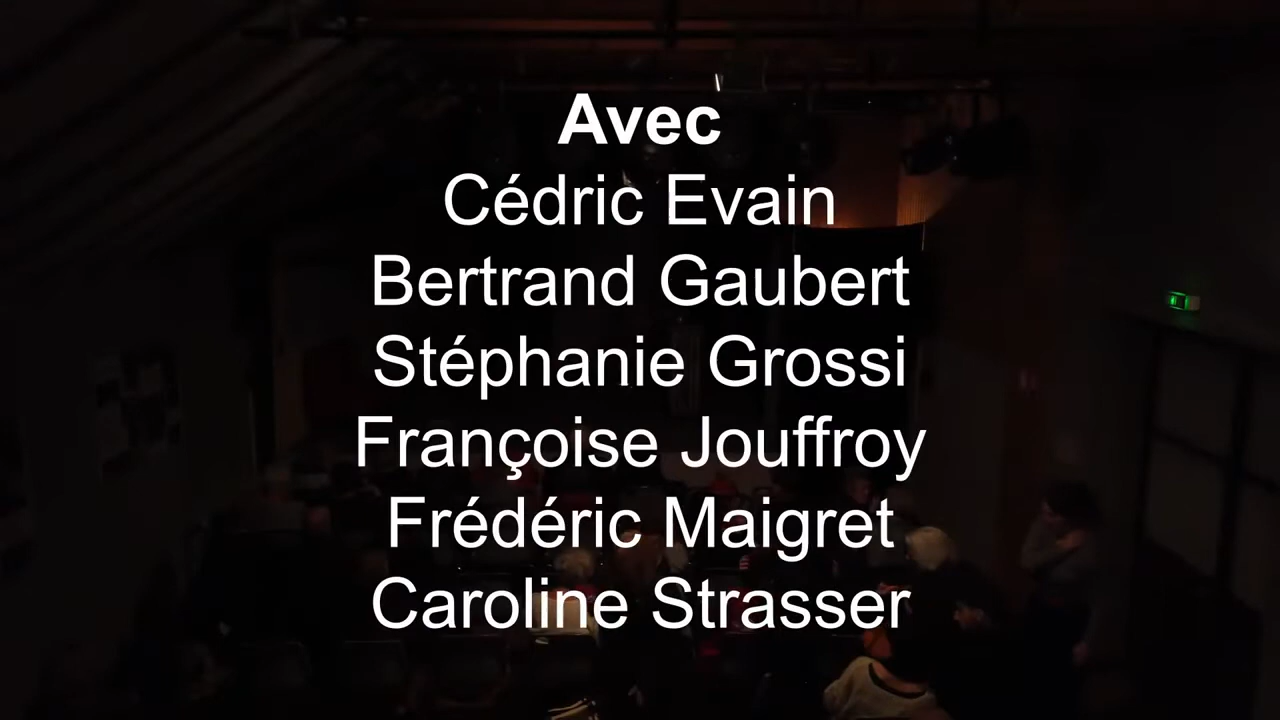 Avec
Cédric Evain
Bertrand Gaubert
Stéphanie Grossi
Françoise Jouffroy
Frédéric Maigret
Caroline Strasser